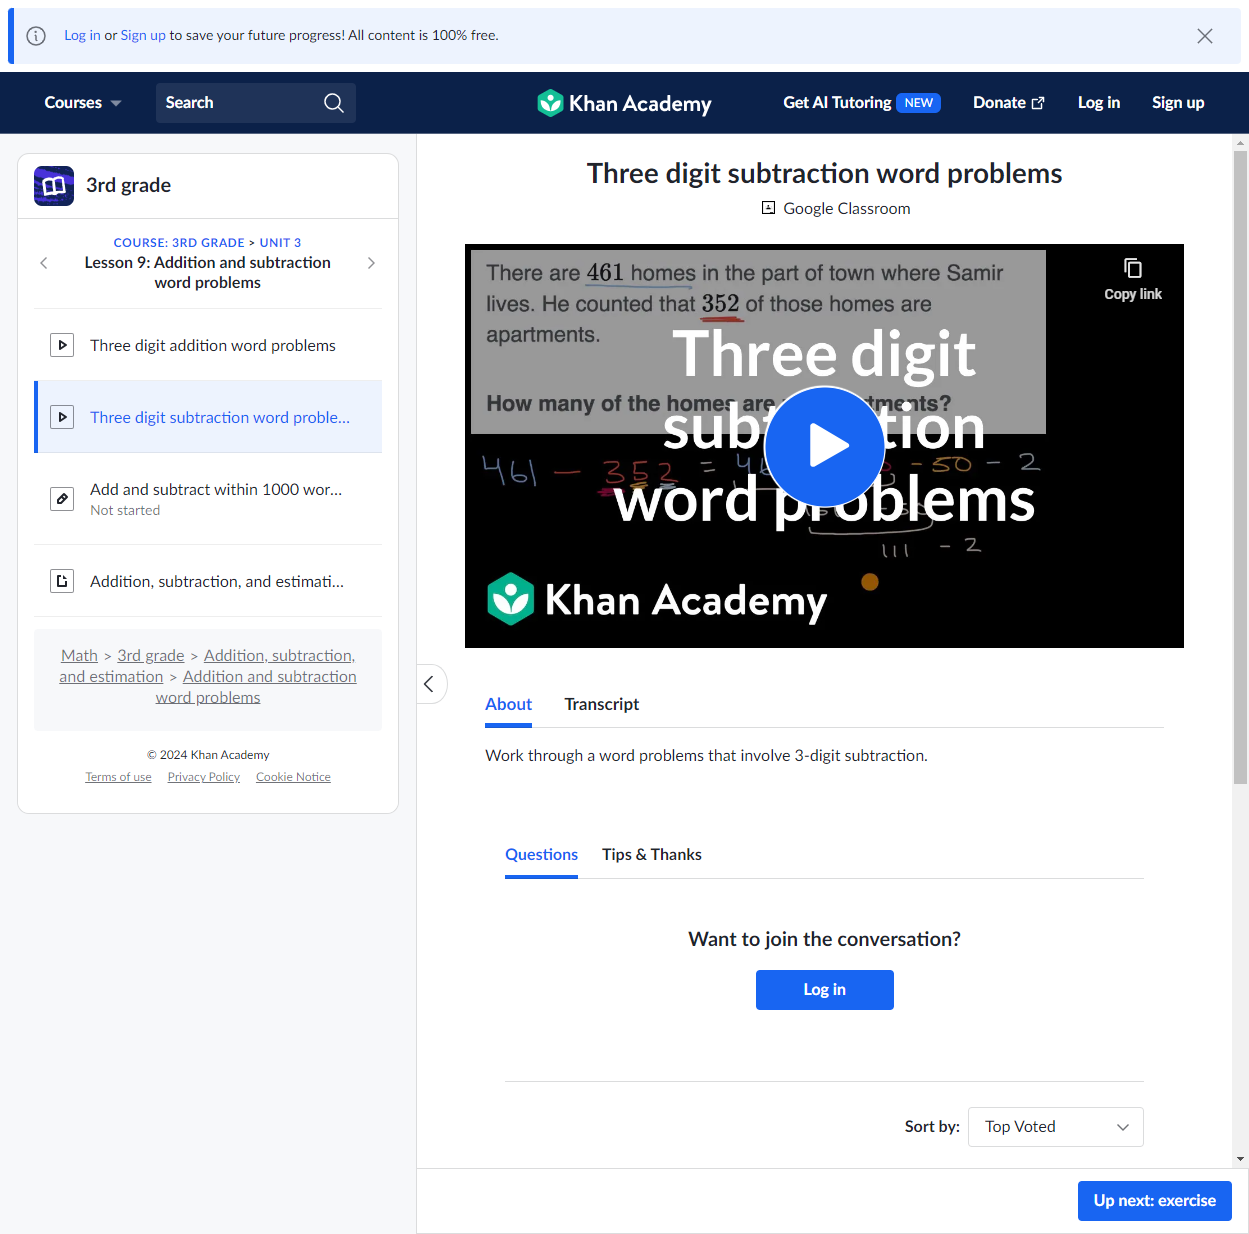 Log in or Sign up to save your future progress! All content is 100% free.
Courses
Search
Khan Academy
Get AI Tutoring NEW
Donate
Log in
Sign up
3rd grade
COURSE: 3RD GRADE > UNIT 3
Lesson 9: Addition and subtraction
word problems
Three digit addition word problems
Three digit subtraction word proble...
Add and subtract within 1000 wor...
Not started
Addition, subtraction, and estimati...
Math > 3rd grade > Addition, subtraction,
and estimation > Addition and subtraction
word problems
© 2024 Khan Academy
Terms of use Privacy Policy Cookie Notice
Three digit subtraction word problems
Google Classroom
There are 461 homes in the part of town where Samir
lives. He counted that 352 of those homes are
apartments.
How many of the homes are
Copy link
Three digit
word problems
461 - 352 =
- 50 - 2
111 - 2
Khan Academy
About
Transcript
Work through a word problems that involve 3-digit subtraction.
Questions
Tips & Thanks
Want to join the conversation?
Log in
Sort by:
Top Voted
Up next: exercise